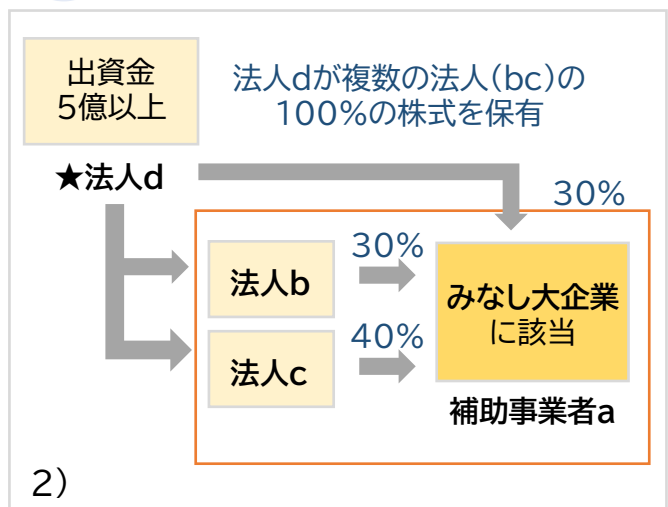 出資金
5億以上
法人dが複数の法人(bc)の
100%の株式を保有
★法人d
30%
法人b
30%
法人c
40%
みなし大企業
に該当
補助事業者a
2)